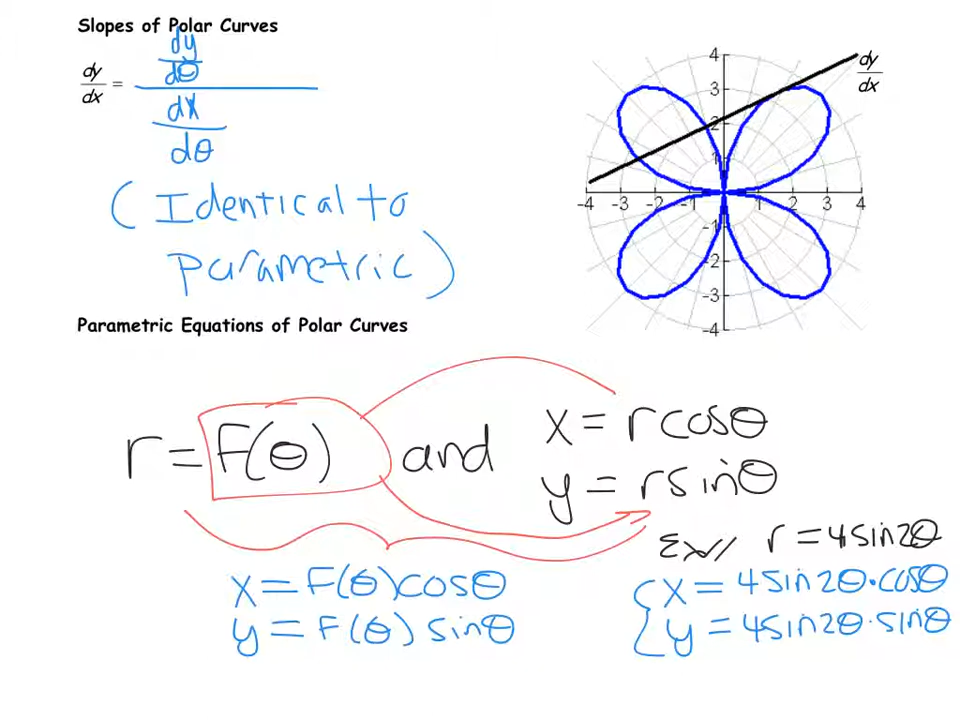 Slopes of Polar Curves
dy/dx = (dy/dθ)/(dx/dθ)
(Identical to
parametric)
dy/dx
4
3
2
1
-4 -3 -2 -1 1 2 3 4
-1
-2
-3
-4
Parametric Equations of Polar Curves
r = F(θ) and x = rcosθ
y = rsinθ
Ex// r = 4sin2θ
x = F(θ)cosθ
y = F(θ) sinθ
x = 4sin2θ·cosθ
y = 4sin2θ·sinθ